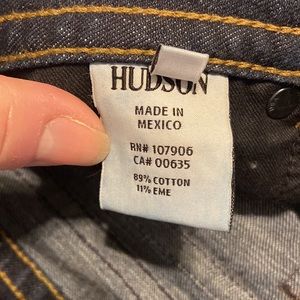 HUDSON
MADE IN
MEXICO
RN# 107906
CA# 00635
89% COTTON
11% EME